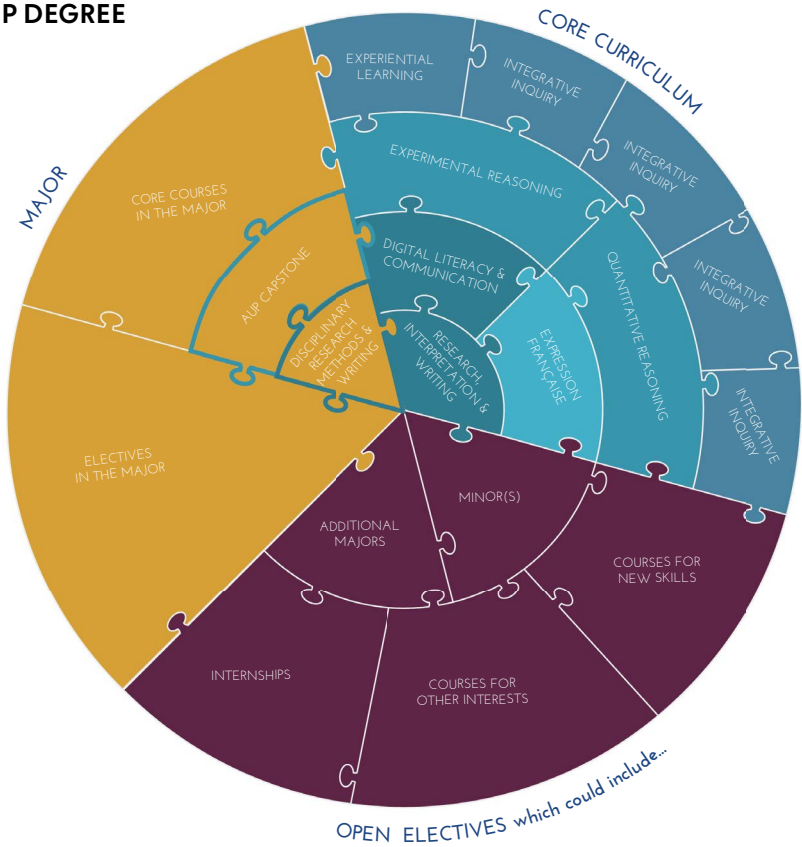 P DEGREE
CORE CURRICULUM
EXPERIENTIAL
LEARNING
INTEGRATIVE
INQUIRY
INTEGRATIVE
INQUIRY
INTEGRATIVE
INQUIRY
INTEGRATIVE
INQUIRY
EXPERIMENTAL REASONING
QUANTITATIVE REASONING
DIGITAL LITERACY &
COMMUNICATION
EXPRESSION
FRANÇAISE
RESEARCH,
INTERPRETATION &
WRITING
MAJOR
CORE COURSES
IN THE MAJOR
AUP CAPSTONE
DISCIPLINARY
RESEARCH
METHODS &
WRITING
ELECTIVES
IN THE MAJOR
ADDITIONAL
MAJORS
MINOR(S)
COURSES FOR
NEW SKILLS
INTERNSHIPS
COURSES FOR
OTHER INTERESTS
OPEN ELECTIVES which could include...